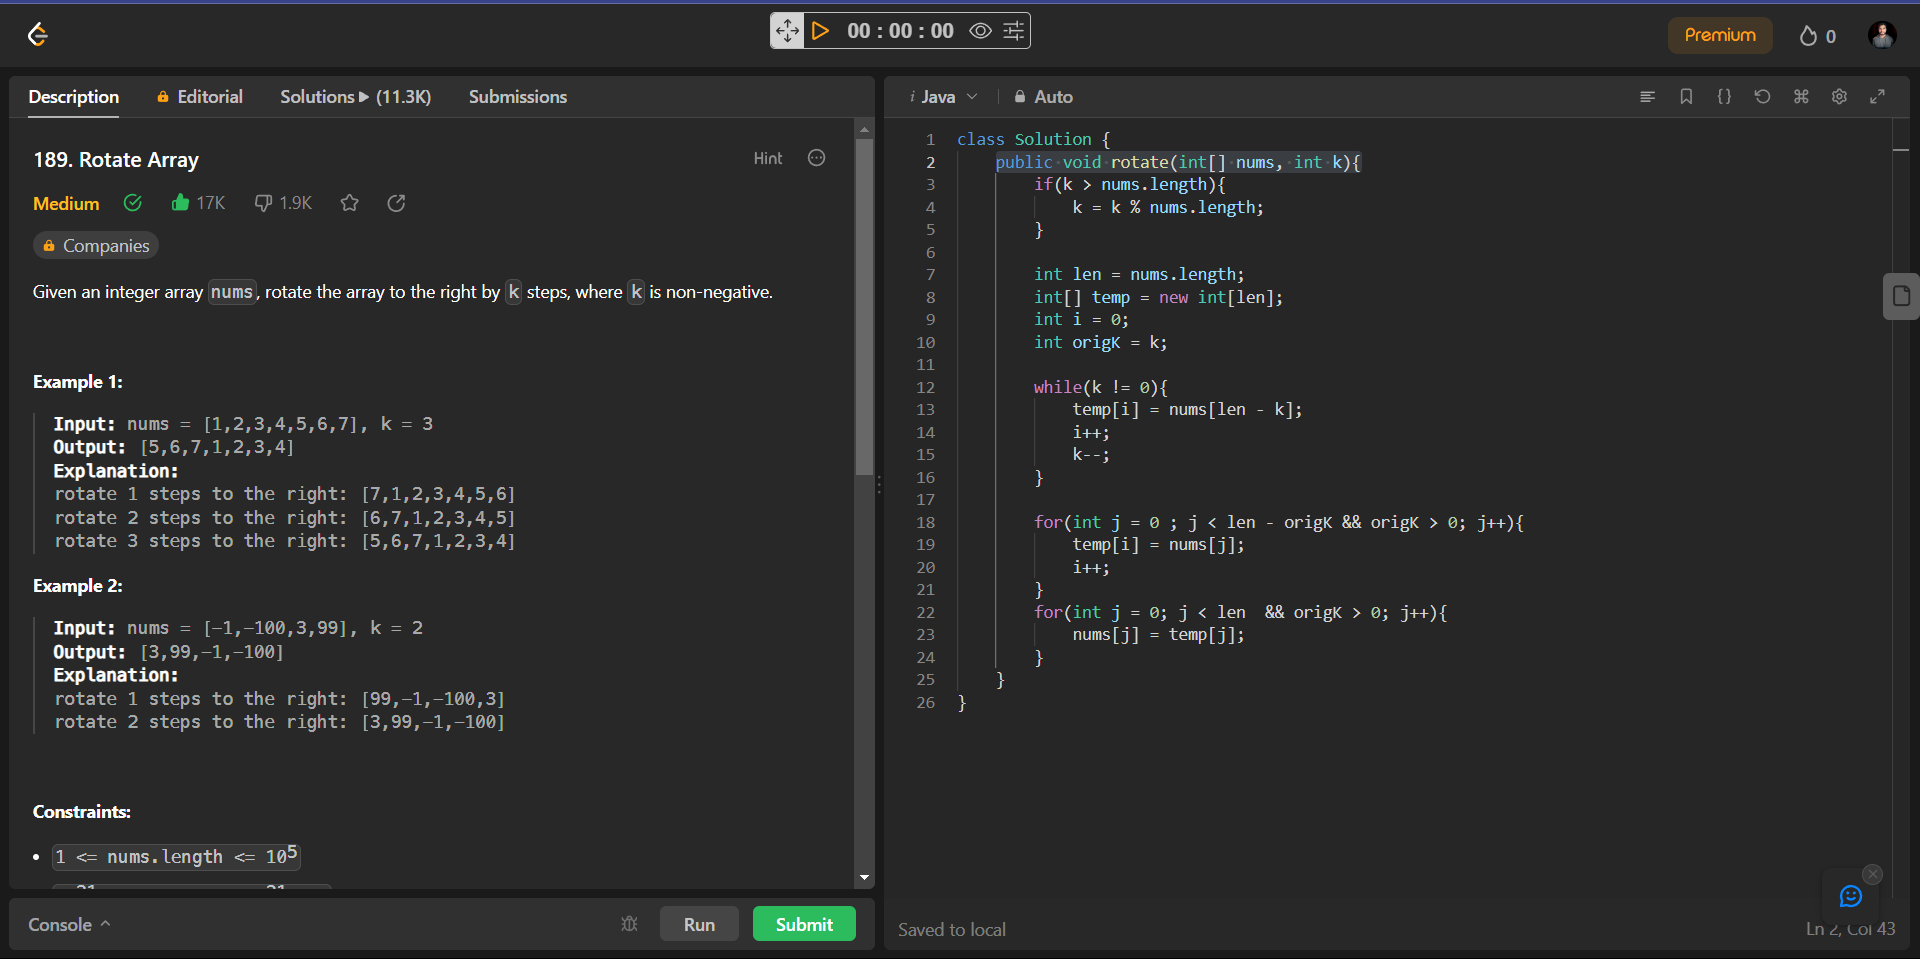 00 : 00 : 00
Premium
0
Description Editorial Solutions (11.3K) Submissions
189. Rotate Array
Hint
Medium 17K 1.9K
Companies
Given an integer array nums, rotate the array to the right by k steps, where k is non-negative.
Example 1:
Input: nums = [1,2,3,4,5,6,7], k = 3
Output: [5,6,7,1,2,3,4]
Explanation:
rotate 1 steps to the right: [7,1,2,3,4,5,6]
rotate 2 steps to the right: [6,7,1,2,3,4,5]
rotate 3 steps to the right: [5,6,7,1,2,3,4]
Example 2:
Input: nums = [-1,-100,3,99], k = 2
Output: [3,99,-1,-100]
Explanation:
rotate 1 steps to the right: [99,-1,-100,3]
rotate 2 steps to the right: [3,99,-1,-100]
Constraints:
• 1 <= nums.length <= 10⁵
Console
Run
Submit
i Java
Auto
1 class Solution {
2 public void rotate(int[] nums, int k){
3 if(k > nums.length){
4 k = k % nums.length;
5 }
6
7 int len = nums.length;
8 int[] temp = new int[len];
9 int i = 0;
10 int origK = k;
11
12 while(k != 0){
13 temp[i] = nums[len - k];
14 i++;
15 k--;
16 }
17
18 for(int j = 0 ; j < len - origK && origK > 0; j++){
19 temp[i] = nums[j];
20 i++;
21 }
22 for(int j = 0; j < len  && origK > 0; j++){
23 nums[j] = temp[j];
24 }
25 }
26 }
Saved to local
Ln 2, Col 43